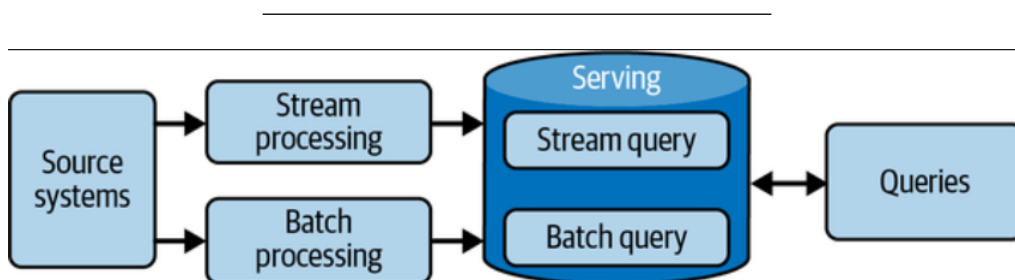 Source
systems
Stream
processing
Batch
processing
Serving
Stream query
Batch query
Queries